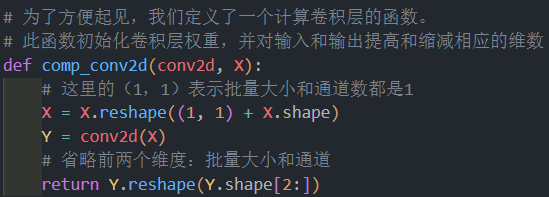 # 为了方便起见，我们定义了一个计算卷积层的函数。
# 此函数初始化卷积层权重，并对输入和输出提高和缩减相应的维数
def comp_conv2d(conv2d, X):
    # 这里的（1，1）表示批量大小和通道数都是1
    X = X.reshape((1, 1) + X.shape)
    Y = conv2d(X)
    # 省略前两个维度：批量大小和通道
    return Y.reshape(Y.shape[2:])